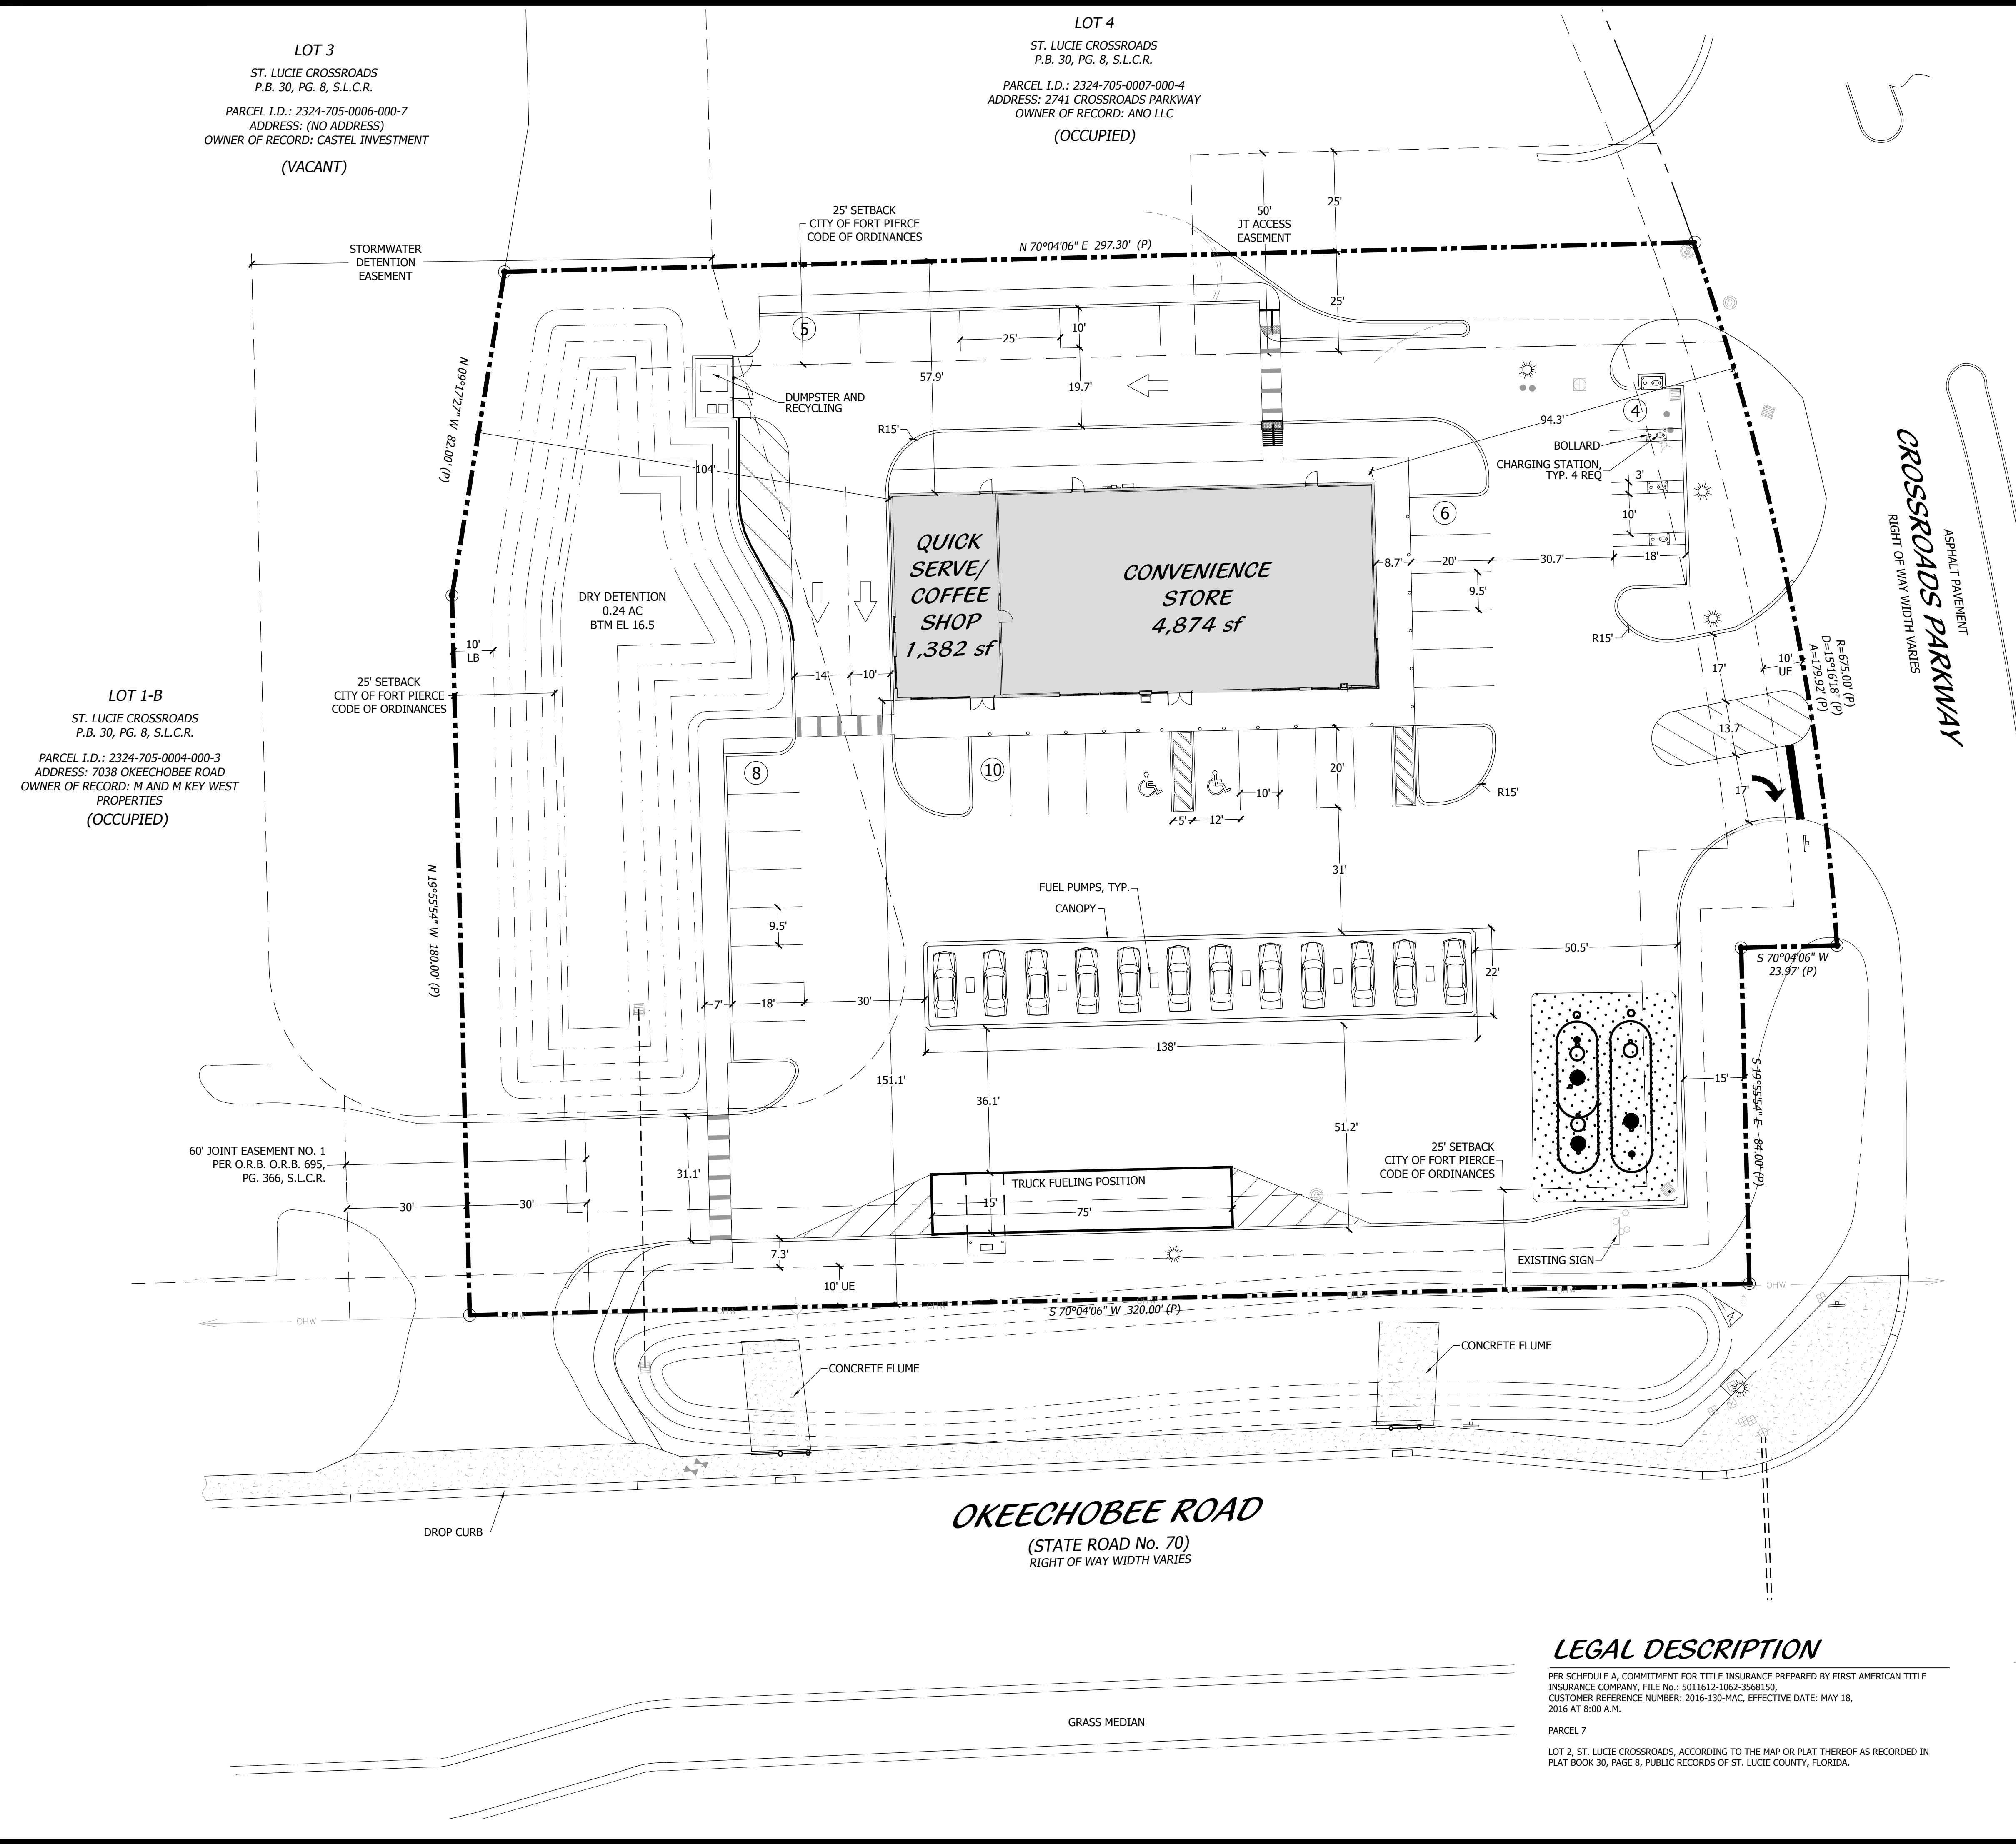 LOT 3
ST. LUCIE CROSSROADS
P.B. 30, PG. 8, S.L.C.R.
PARCEL I.D.: 2324-705-0006-000-7
ADDRESS: (NO ADDRESS)
OWNER OF RECORD: CASTEL INVESTMENT
(VACANT)
LOT 4
ST. LUCIE CROSSROADS
P.B. 30, PG. 8, S.L.C.R.
PARCEL I.D.: 2324-705-0007-000-4
ADDRESS: 2741 CROSSROADS PARKWAY
OWNER OF RECORD: ANO LLC
(OCCUPIED)
25' SETBACK
CITY OF FORT PIERCE
CODE OF ORDINANCES
50'
JT ACCESS
EASEMENT
25'
N 70°04'06" E 297.30' (P)
STORMWATER
DETENTION
EASEMENT
25'
5
25'
10'
57.9'
19.7'
N 09°17'27" W 82.00' (P)
DUMPSTER AND
RECYCLING
R15'
104'
4
94.3'
BOLLARD
CHARGING STATION,
TYP. 4 REQ
3'
10'
CROSSROADS PARKWAY
ASPHALT PAVEMENT
RIGHT OF WAY WIDTH VARIES
6
QUICK
SERVE/
COFFEE
SHOP
1,382 sf
CONVENIENCE
STORE
4,874 sf
8.7'
20'
30.7'
18'
9.5'
DRY DETENTION
0.24 AC
BTM EL 16.5
R15'
10'
LB
14'
10'
17'
10'
UE
R=675.00' (P)
D=15°16'18" (P)
A=179.92' (P)
25' SETBACK
CITY OF FORT PIERCE
CODE OF ORDINANCES
LOT 1-B
ST. LUCIE CROSSROADS
P.B. 30, PG. 8, S.L.C.R.
PARCEL I.D.: 2324-705-0004-000-3
ADDRESS: 7038 OKEECHOBEE ROAD
OWNER OF RECORD: M AND M KEY WEST
PROPERTIES
(OCCUPIED)
13.7'
8
10
20'
10'
R15'
17'
5'
12'
31'
N 19°55'54" W 180.00' (P)
FUEL PUMPS, TYP.
CANOPY
9.5'
50.5'
S 70°04'06" W
23.97' (P)
22'
7'
18'
30'
138'
151.1'
15'
S 19°55'54" E 84.00' (P)
36.1'
51.2'
60' JOINT EASEMENT NO. 1
PER O.R.B. O.R.B. 695,
PG. 366, S.L.C.R.
31.1'
25' SETBACK
CITY OF FORT PIERCE
CODE OF ORDINANCES
TRUCK FUELING POSITION
15'
75'
30'
30'
7.3'
EXISTING SIGN
10' UE
OHW
OHW
OHW
OHW
OHW
S 70°04'06" W 320.00' (P)
A
CONCRETE FLUME
CONCRETE FLUME
DROP CURB
OKEECHOBEE ROAD
(STATE ROAD No. 70)
RIGHT OF WAY WIDTH VARIES
LEGAL DESCRIPTION
PER SCHEDULE A, COMMITMENT FOR TITLE INSURANCE PREPARED BY FIRST AMERICAN TITLE
INSURANCE COMPANY, FILE No.: 5011612-1062-3568150,
CUSTOMER REFERENCE NUMBER: 2016-130-MAC, EFFECTIVE DATE: MAY 18,
2016 AT 8:00 A.M.
PARCEL 7
LOT 2, ST. LUCIE CROSSROADS, ACCORDING TO THE MAP OR PLAT THEREOF AS RECORDED IN
PLAT BOOK 30, PAGE 8, PUBLIC RECORDS OF ST. LUCIE COUNTY, FLORIDA.
GRASS MEDIAN